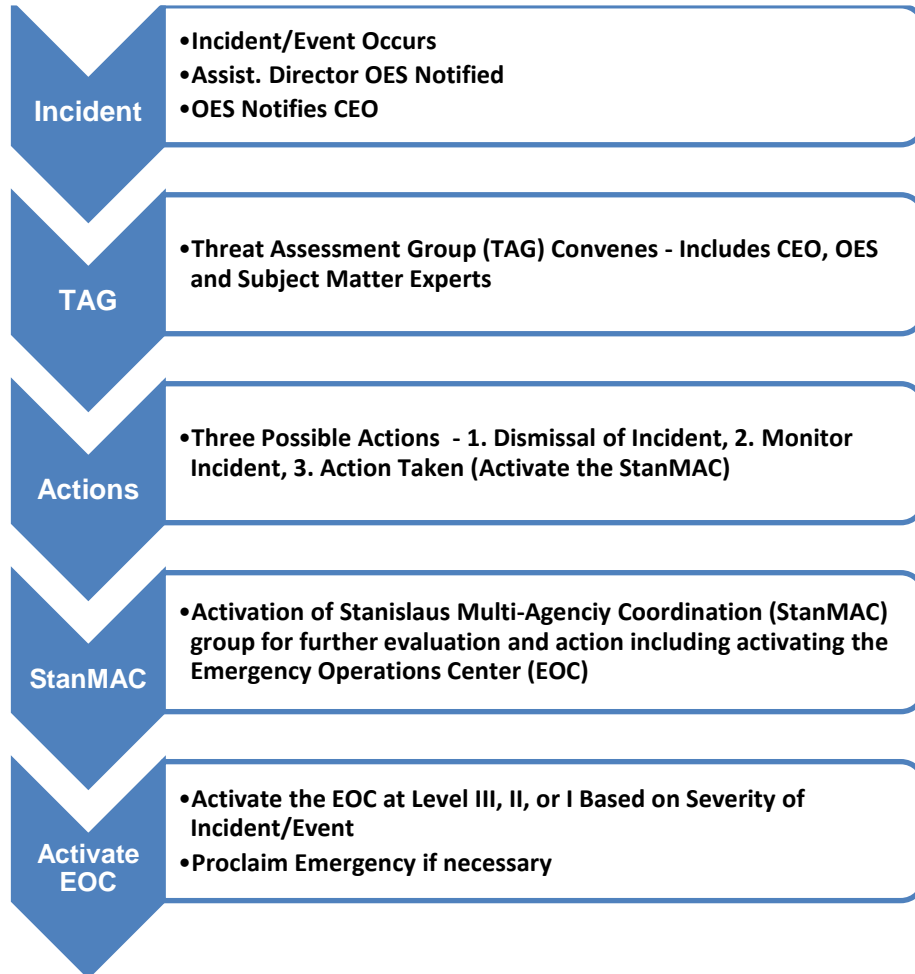 Incident
•Incident/Event Occurs
•Assist. Director OES Notified
•OES Notifies CEO
TAG
•Threat Assessment Group (TAG) Convenes - Includes CEO, OES
and Subject Matter Experts
Actions
•Three Possible Actions - 1. Dismissal of Incident, 2. Monitor
Incident, 3. Action Taken (Activate the StanMAC)
StanMAC
•Activation of Stanislaus Multi-Agenciy Coordination (StanMAC)
group for further evaluation and action including activating the
Emergency Operations Center (EOC)
Activate
EOC
•Activate the EOC at Level III, II, or I Based on Severity of
Incident/Event
•Proclaim Emergency if necessary